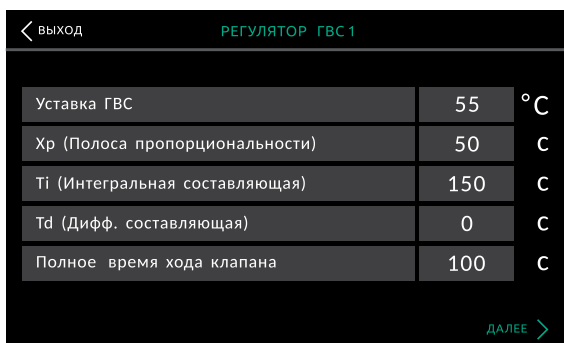 ВЫХОД
РЕГУЛЯТОР ГВС 1
Уставка ГВС 55 °C
Хр (Полоса пропорциональности) 50 с
Ti (Интегральная составляющая) 150 с
Td (Дифф. составляющая) 0 с
Полное время хода клапана 100 с
ДАЛЕЕ